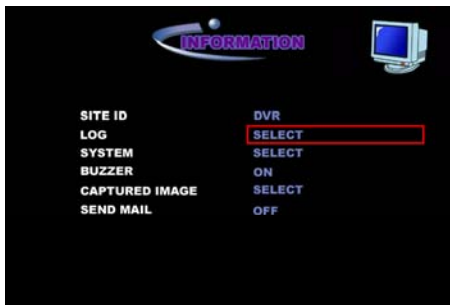 INFORMATION
SITE ID DVR
LOG SELECT
SYSTEM SELECT
BUZZER ON
CAPTURED IMAGE SELECT
SEND MAIL OFF